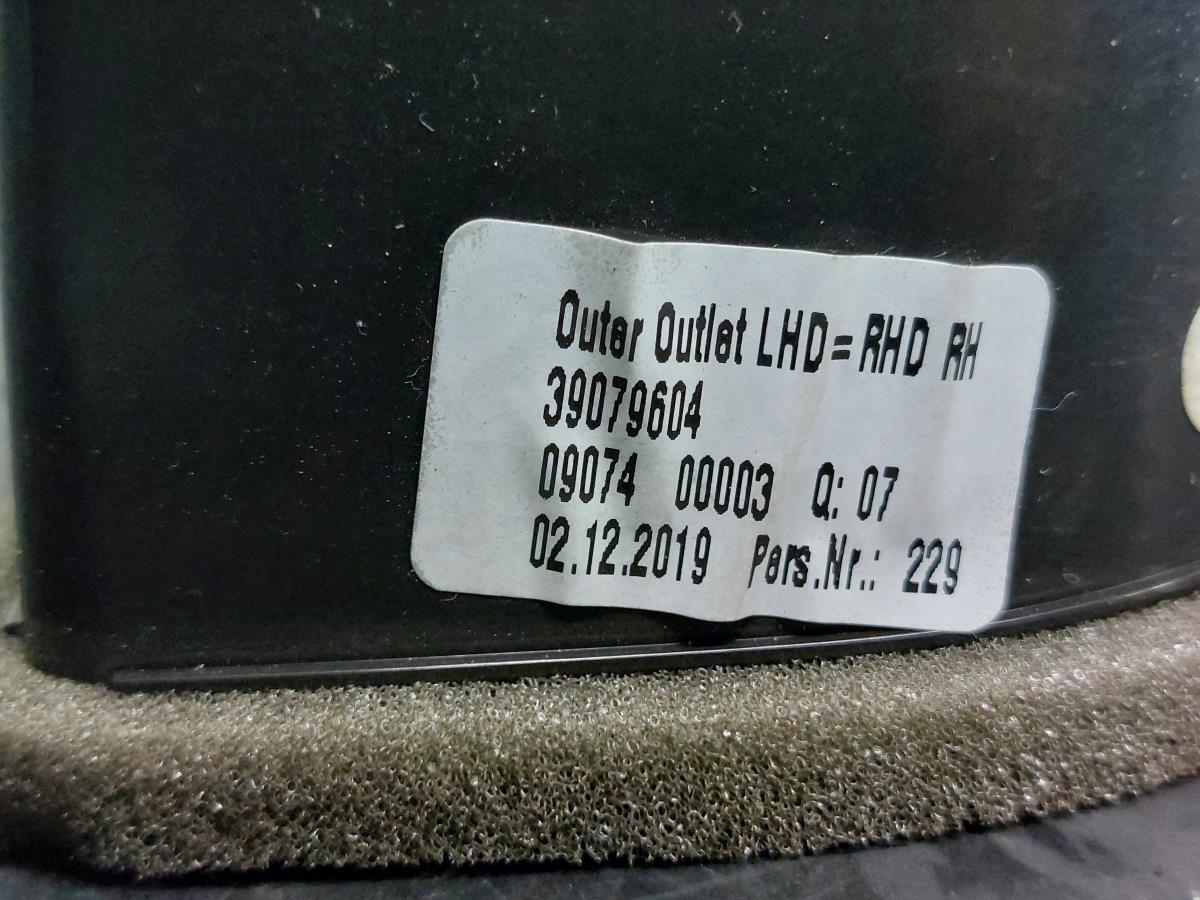 Outer Outlet LHD=RHD RH
39079604
09074 00003 Q: 07
02.12.2019 Pers.Nr.: 229